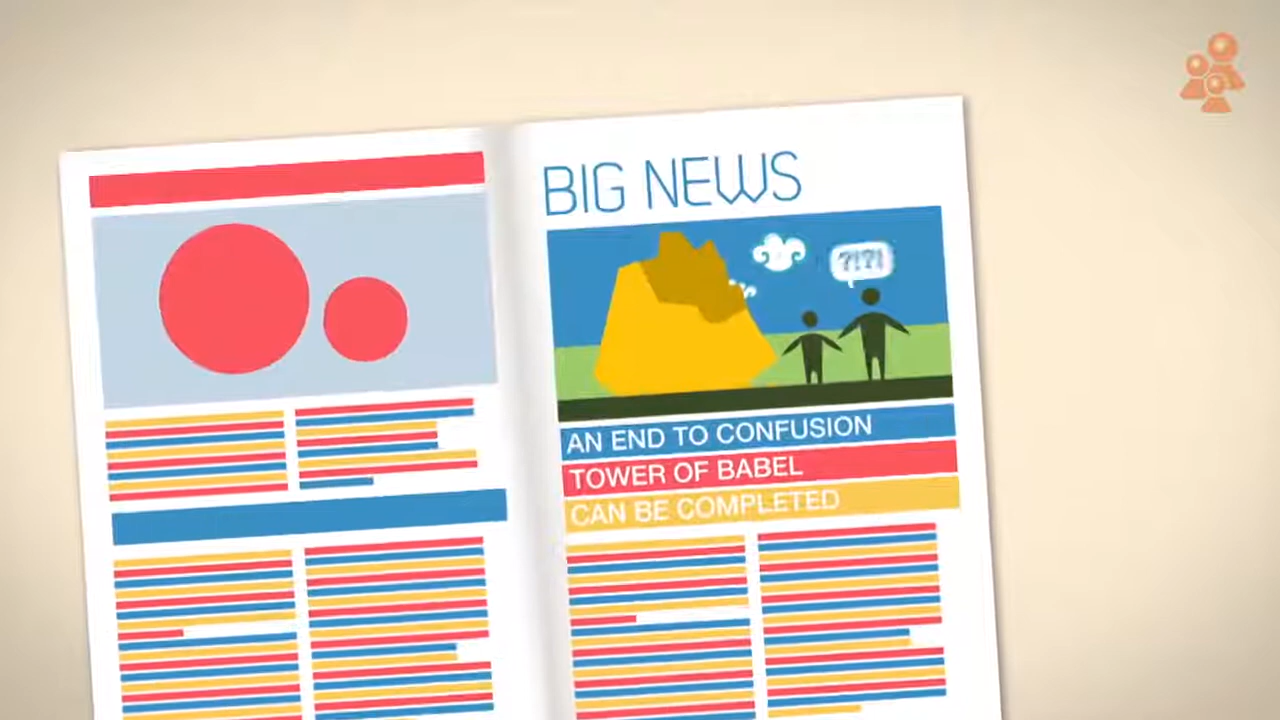 BIG NEWS
?!?!
AN END TO CONFUSION
TOWER OF BABEL
CAN BE COMPLETED